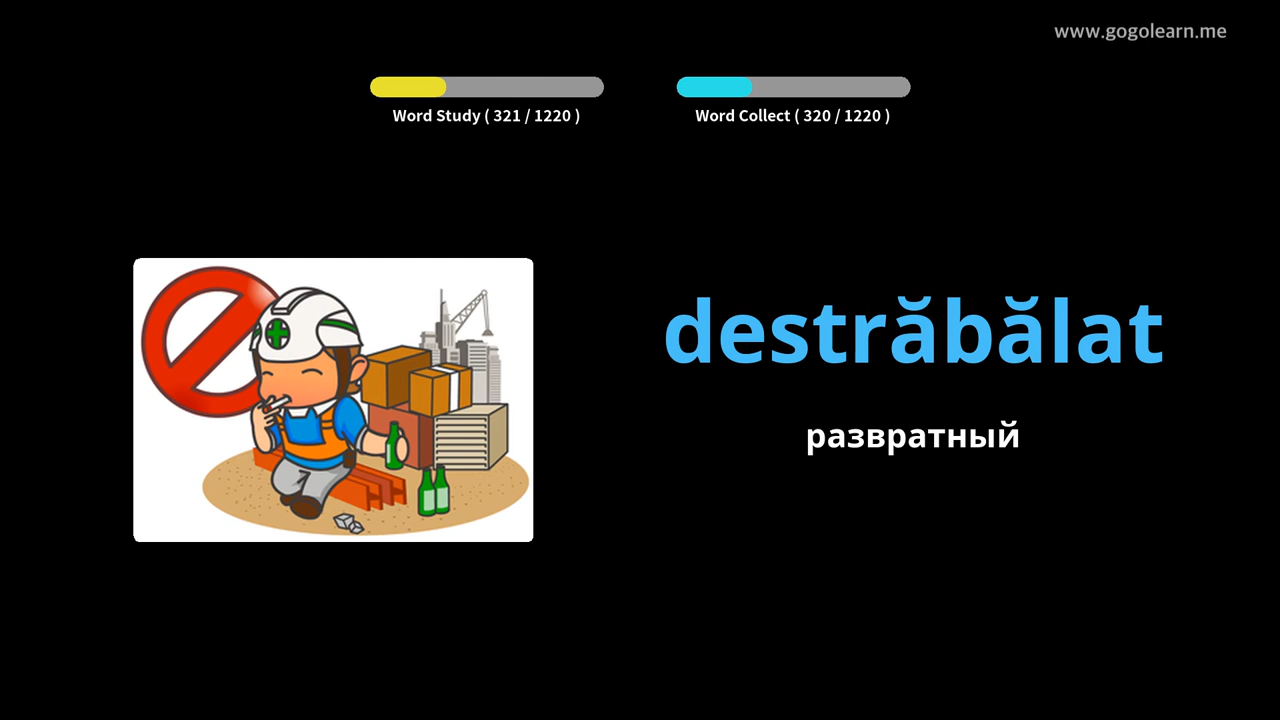 www.gogolearn.me
Word Study ( 321 / 1220 )
Word Collect ( 320 / 1220 )
destrăbălat
развратный